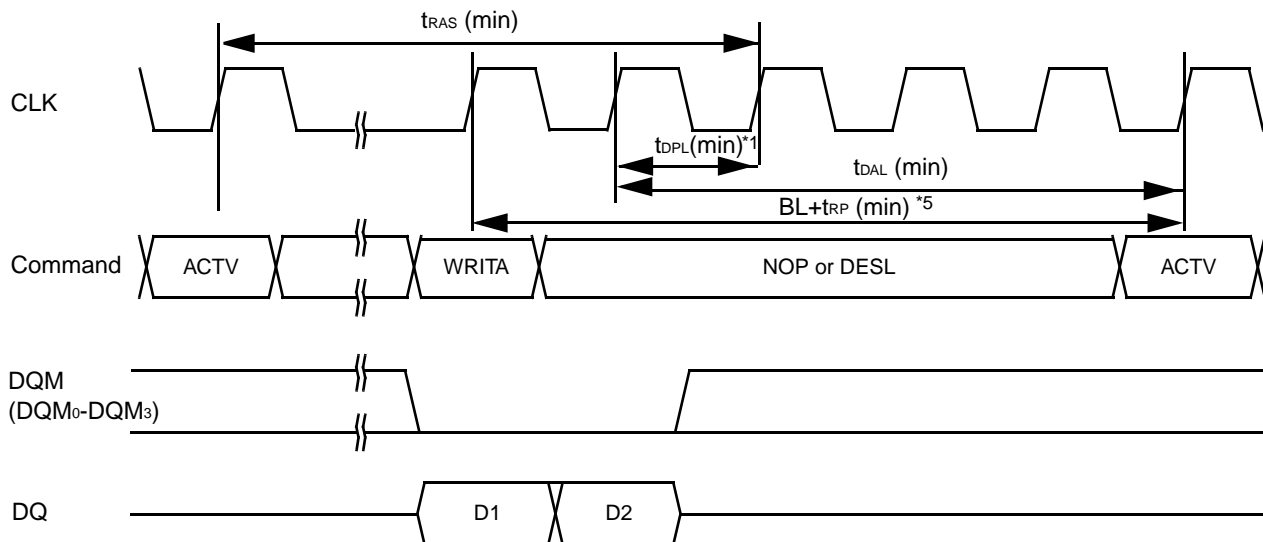 tRAS (min)
CLK
tDPL(min)*1
tDAL (min)
BL+tRP (min) *5
Command ACTV WRITA NOP or DESL ACTV
DQM
(DQM0-DQM3)
DQ D1 D2